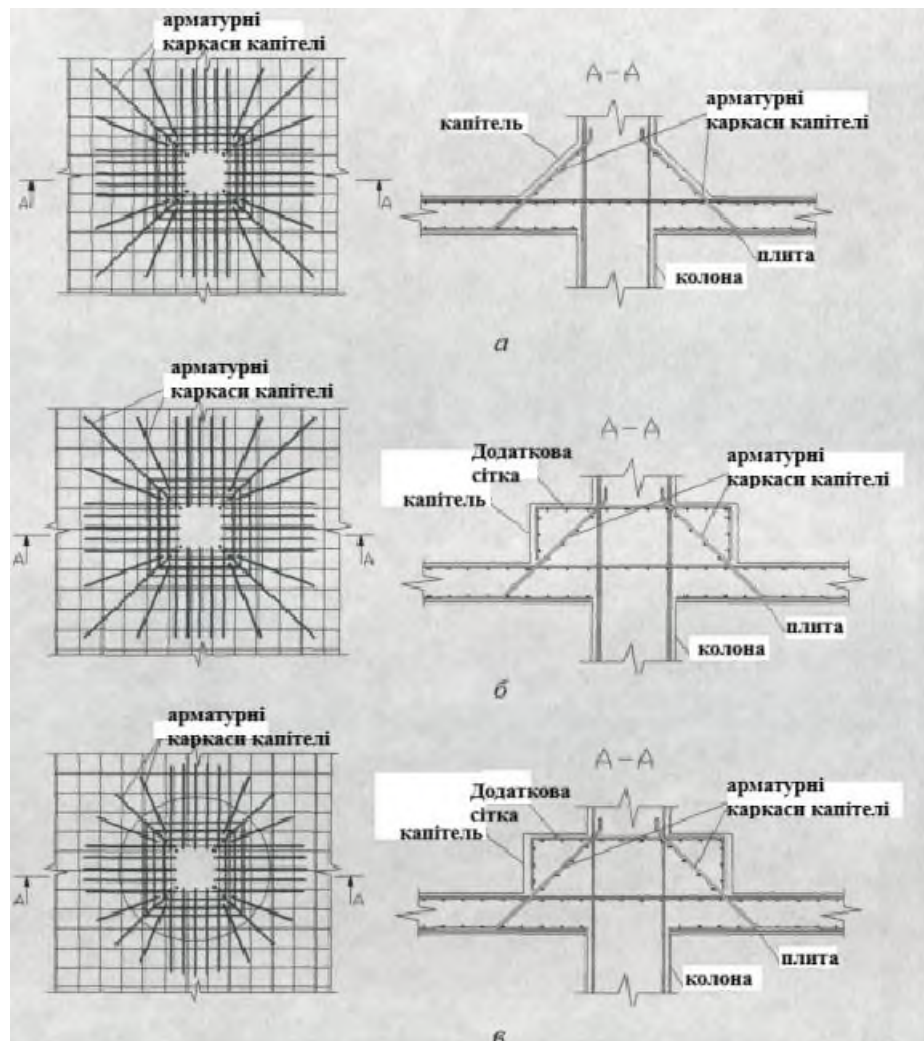 арматурні
каркаси капітелі
А
А
А-А
капітель
арматурні
каркаси капітелі
плита
колона
а
арматурні
каркаси капітелі
А
А
А-А
Додаткова
сітка
капітель
арматурні
каркаси капітелі
плита
колона
б
арматурні
каркаси капітелі
А
А
А-А
Додаткова
сітка
капітель
арматурні
каркаси капітелі
плита
колона
в